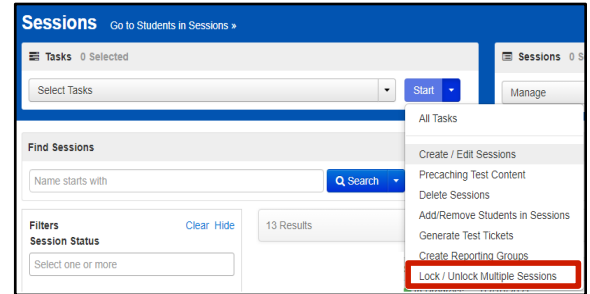 Sessions Go to Students in Sessions »
Tasks 0 Selected
Sessions 0
Select Tasks
Start
Manage
All Tasks
Find Sessions
Create / Edit Sessions
Name starts with
Search
Precaching Test Content
Delete Sessions
Filters
Clear Hide
13 Results
Add/Remove Students in Sessions
Session Status
Generate Test Tickets
Create Reporting Groups
Select one or more
Lock / Unlock Multiple Sessions